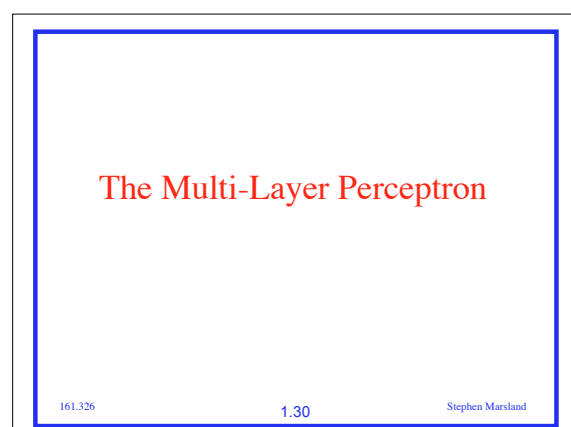 The Multi-Layer Perceptron
161.326
1.30
Stephen Marsland